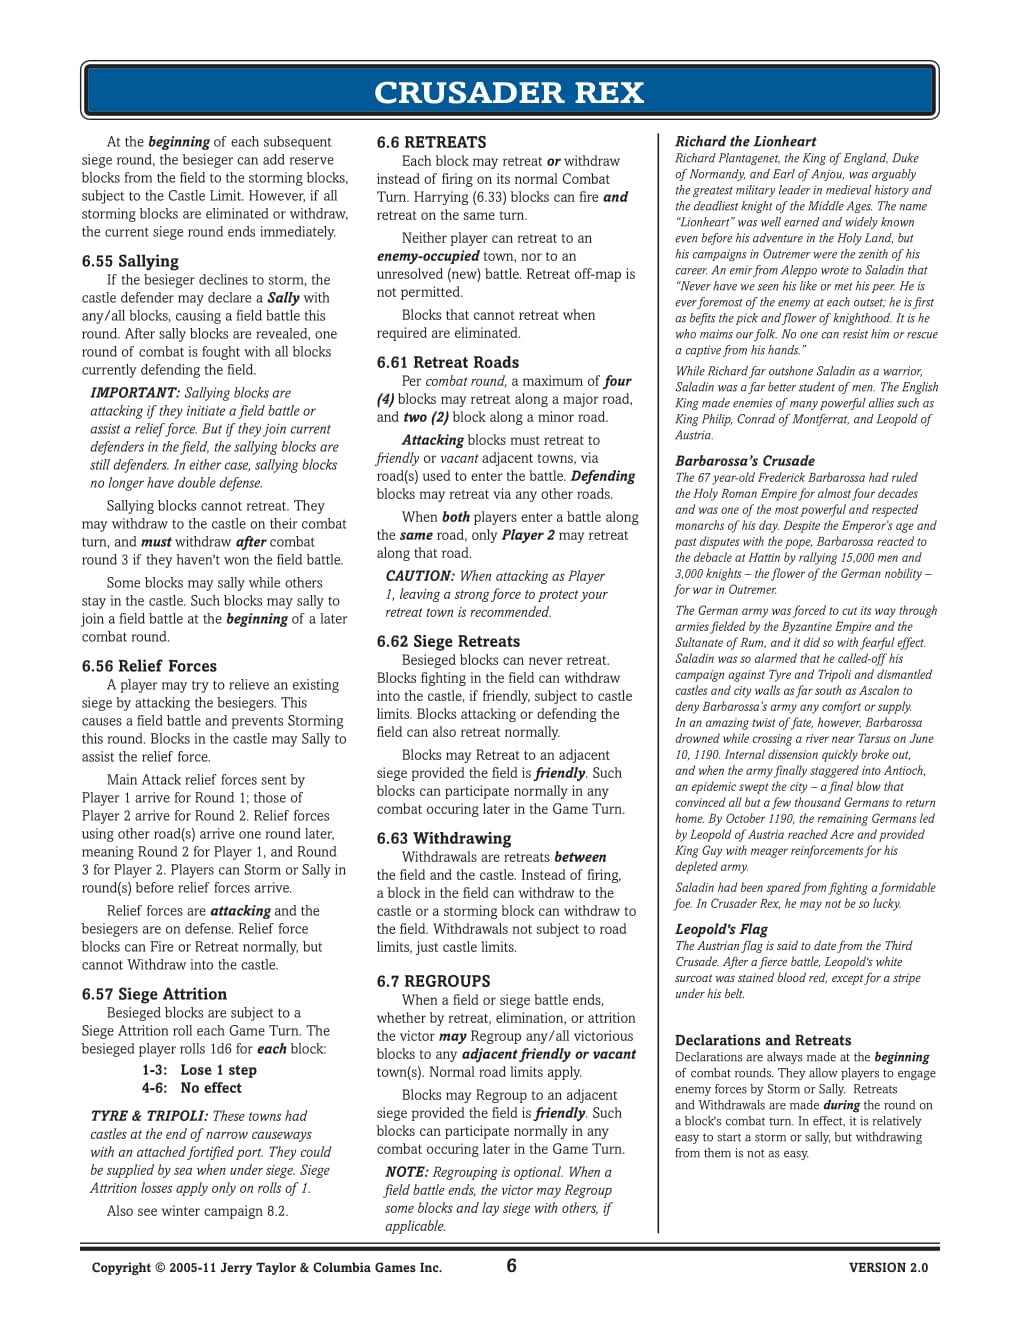 CRUSADER REX
At the beginning of each subsequent
siege round, the besieger can add reserve
blocks from the field to the storming blocks,
subject to the Castle Limit. However, if all
storming blocks are eliminated or withdraw,
the current siege round ends immediately.
6.55 Sallying
If the besieger declines to storm, the
castle defender may declare a Sally with
any/all blocks, causing a field battle this
round. After sally blocks are revealed, one
round of combat is fought with all blocks
currently defending the field.
IMPORTANT: Sallying blocks are
attacking if they initiate a field battle or
assist a relief force. But if they join current
defenders in the field, the sallying blocks are
still defenders. In either case, sallying blocks
no longer have double defense.
Sallying blocks cannot retreat. They
may withdraw to the castle on their combat
turn, and must withdraw after combat
round 3 if they haven't won the field battle.
Some blocks may sally while others
stay in the castle. Such blocks may sally to
join a field battle at the beginning of a later
combat round.
6.56 Relief Forces
A player may try to relieve an existing
siege by attacking the besiegers. This
causes a field battle and prevents Storming
this round. Blocks in the castle may Sally to
assist the relief force.
Main Attack relief forces sent by
Player 1 arrive for Round 1; those of
Player 2 arrive for Round 2. Relief forces
using other road(s) arrive one round later,
meaning Round 2 for Player 1, and Round
3 for Player 2. Players can Storm or Sally in
round(s) before relief forces arrive.
Relief forces are attacking and the
besiegers are on defense. Relief force
blocks can Fire or Retreat normally, but
cannot Withdraw into the castle.
6.57 Siege Attrition
Besieged blocks are subject to a
Siege Attrition roll each Game Turn. The
besieged player rolls 1d6 for each block:
1-3: Lose 1 step
4-6: No effect
TYRE & TRIPOLI: These towns had
castles at the end of narrow causeways
with an attached fortified port. They could
be supplied by sea when under siege. Siege
Attrition losses apply only on rolls of 1.
Also see winter campaign 8.2.
6.6 RETREATS
Each block may retreat or withdraw
instead of firing on its normal Combat
Turn. Harrying (6.33) blocks can fire and
retreat on the same turn.
Neither player can retreat to an
enemy-occupied town, nor to an
unresolved (new) battle. Retreat off-map is
not permitted.
Blocks that cannot retreat when
required are eliminated.
6.61 Retreat Roads
Per combat round, a maximum of four
(4) blocks may retreat along a major road,
and two (2) block along a minor road.
Attacking blocks must retreat to
friendly or vacant adjacent towns, via
road(s) used to enter the battle. Defending
blocks may retreat via any other roads.
When both players enter a battle along
the same road, only Player 2 may retreat
along that road.
CAUTION: When attacking as Player
1, leaving a strong force to protect your
retreat town is recommended.
6.62 Siege Retreats
Besieged blocks can never retreat.
Blocks fighting in the field can withdraw
into the castle, if friendly, subject to castle
limits. Blocks attacking or defending the
field can also retreat normally.
Blocks may Retreat to an adjacent
siege provided the field is friendly. Such
blocks can participate normally in any
combat occuring later in the Game Turn.
6.63 Withdrawing
Withdrawals are retreats between
the field and the castle. Instead of firing,
a block in the field can withdraw to the
castle or a storming block can withdraw to
the field. Withdrawals not subject to road
limits, just castle limits.
6.7 REGROUPS
When a field or siege battle ends,
whether by retreat, elimination, or attrition
the victor may Regroup any/all victorious
blocks to any adjacent friendly or vacant
town(s). Normal road limits apply.
Blocks may Regroup to an adjacent
siege provided the field is friendly. Such
blocks can participate normally in any
combat occuring later in the Game Turn.
NOTE: Regrouping is optional. When a
field battle ends, the victor may Regroup
some blocks and lay siege with others, if
applicable.
Richard the Lionheart
Richard Plantagenet, the King of England, Duke
of Normandy, and Earl of Anjou, was arguably
the greatest military leader in medieval history and
the deadliest knight of the Middle Ages. The name
“Lionheart” was well earned and widely known
even before his adventure in the Holy Land, but
his campaigns in Outremer were the zenith of his
career. An emir from Aleppo wrote to Saladin that
“Never have we seen his like or met his peer. He is
ever foremost of the enemy at each outset; he is first
as befits the pick and flower of knighthood. It is he
who maims our folk. No one can resist him or rescue
a captive from his hands.”
While Richard far outshone Saladin as a warrior,
Saladin was a far better student of men. The English
King made enemies of many powerful allies such as
King Philip, Conrad of Montferrat, and Leopold of
Austria.
Barbarossa’s Crusade
The 67 year-old Frederick Barbarossa had ruled
the Holy Roman Empire for almost four decades
and was one of the most powerful and respected
monarchs of his day. Despite the Emperor’s age and
past disputes with the pope, Barbarossa reacted to
the debacle at Hattin by rallying 15,000 men and
3,000 knights – the flower of the German nobility –
for war in Outremer.
The German army was forced to cut its way through
armies fielded by the Byzantine Empire and the
Sultanate of Rum, and it did so with fearful effect.
Saladin was so alarmed that he called-off his
campaign against Tyre and Tripoli and dismantled
castles and city walls as far south as Ascalon to
deny Barbarossa’s army any comfort or supply.
In an amazing twist of fate, however, Barbarossa
drowned while crossing a river near Tarsus on June
10, 1190. Internal dissension quickly broke out,
and when the army finally staggered into Antioch,
an epidemic swept the city – a final blow that
convinced all but a few thousand Germans to return
home. By October 1190, the remaining Germans led
by Leopold of Austria reached Acre and provided
King Guy with meager reinforcements for his
depleted army.
Saladin had been spared from fighting a formidable
foe. In Crusader Rex, he may not be so lucky.
Leopold's Flag
The Austrian flag is said to date from the Third
Crusade. After a fierce battle, Leopold's white
surcoat was stained blood red, except for a stripe
under his belt.
Declarations and Retreats
Declarations are always made at the beginning
of combat rounds. They allow players to engage
enemy forces by Storm or Sally. Retreats
and Withdrawals are made during the round on
a block's combat turn. In effect, it is relatively
easy to start a storm or sally, but withdrawing
from them is not as easy.
Copyright © 2005-11 Jerry Taylor & Columbia Games Inc.
6
VERSION 2.0